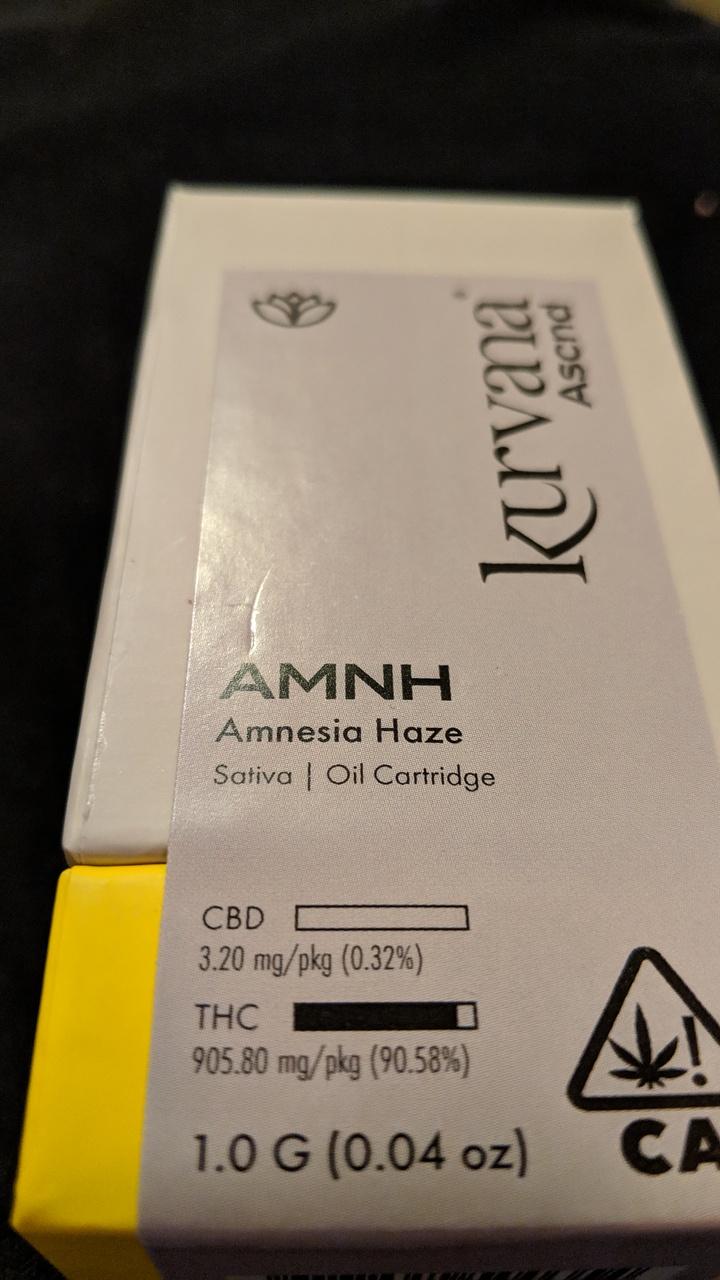 kurvana
Ascnd
AMNH
Amnesia Haze
Sativa | Oil Cartridge
CBD
3.20 mg/pkg (0.32%)
THC
905.80 mg/pkg (90.58%)
1.0 G (0.04 oz)
!
CA